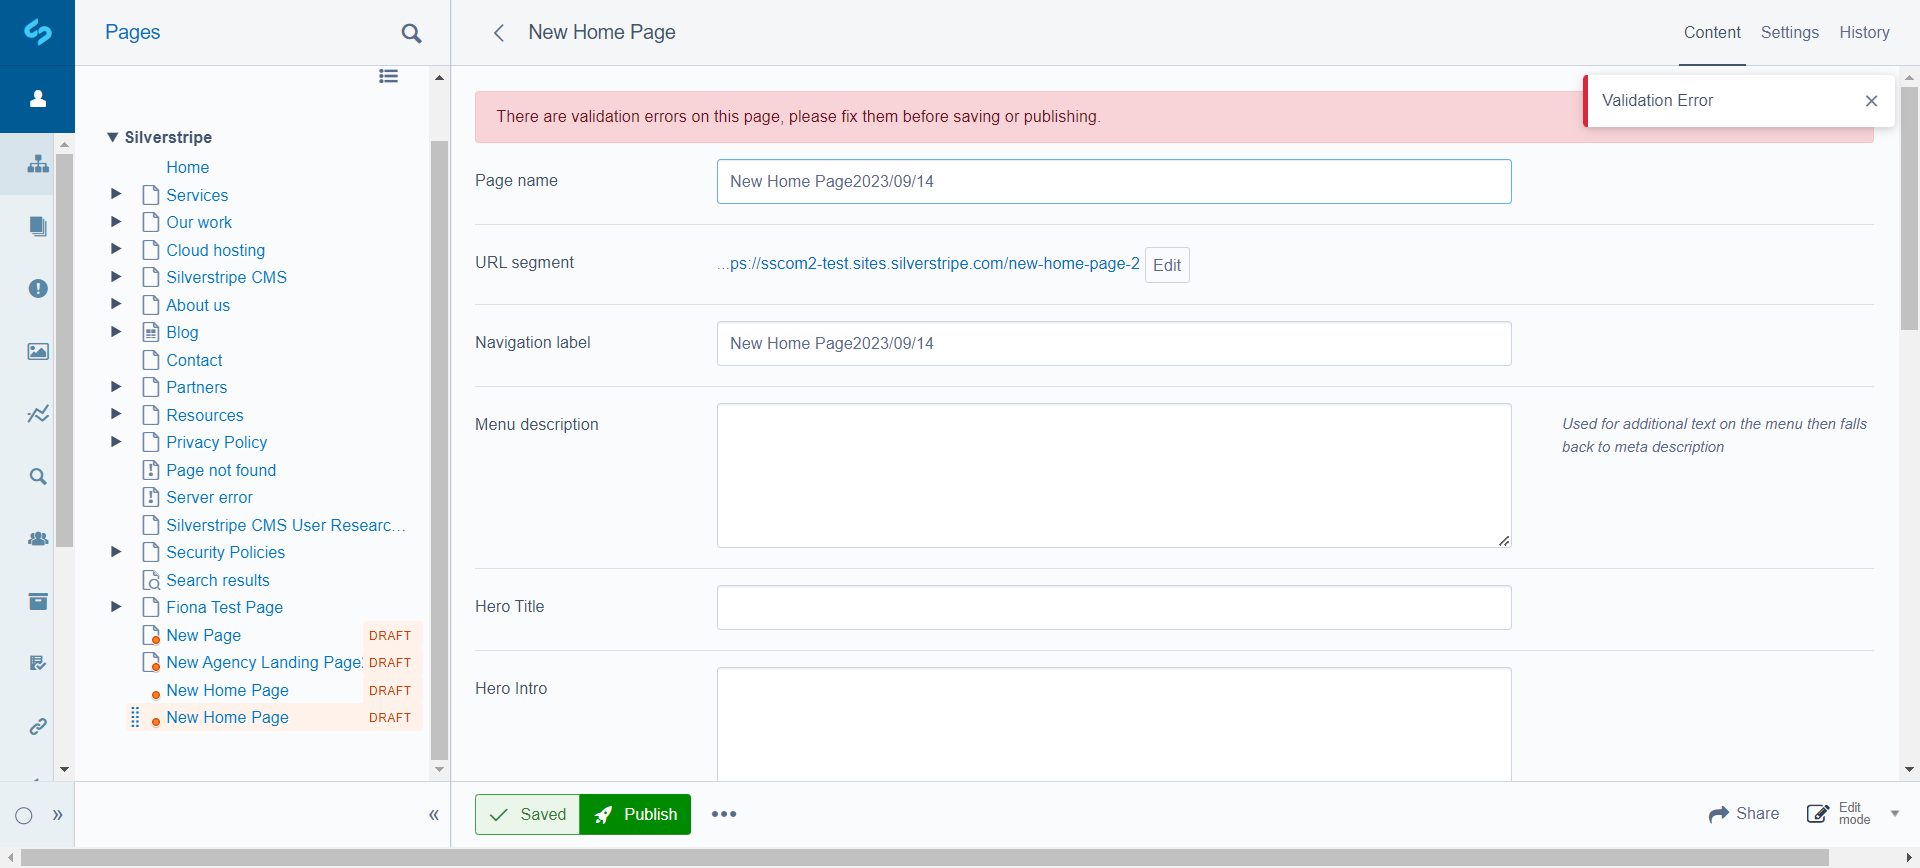 Pages
New Home Page
Content
Settings
History
Validation Error
There are validation errors on this page, please fix them before saving or publishing.
Silverstripe
Home
Services
Our work
Cloud hosting
Silverstripe CMS
About us
Blog
Contact
Partners
Resources
Privacy Policy
Page not found
Server error
Silverstripe CMS User Researc…
Security Policies
Search results
Fiona Test Page
New Page DRAFT
New Agency Landing Page DRAFT
New Home Page DRAFT
New Home Page DRAFT
Page name
New Home Page2023/09/14
URL segment
...ps://sscom2-test.sites.silverstripe.com/new-home-page-2
Edit
Navigation label
New Home Page2023/09/14
Menu description
Used for additional text on the menu then falls
back to meta description
Hero Title
Hero Intro
Saved
Publish
Share
Edit
mode